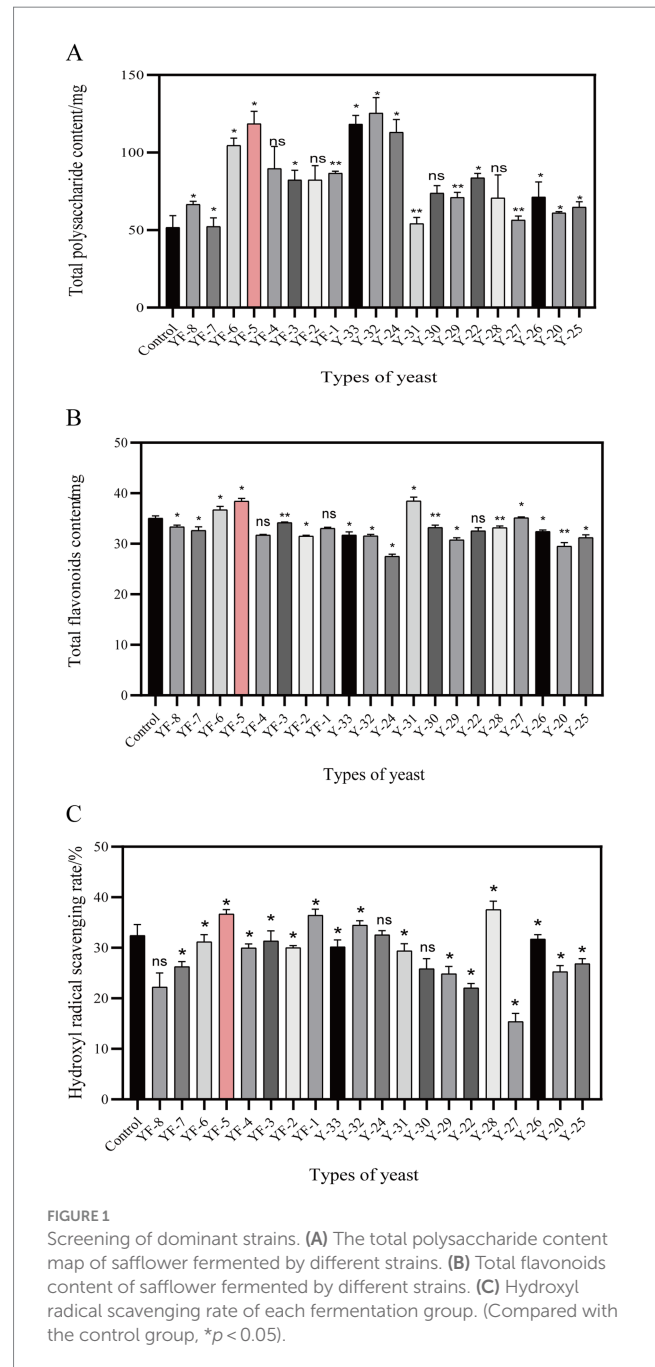 A
Total polysaccharide content/mg
150
100
50
0
* * * * ns * ns ** * * * ** ns ** * ns ** * * *
Control YF-8 YF-7 YF-6 YF-5 YF-4 YF-3 YF-2 YF-1 Y-33 Y-32 Y-24 Y-31 Y-30 Y-29 Y-22 Y-28 Y-27 Y-26 Y-20 Y-25
Types of yeast
B
Total flavonoids content/mg
50
40
30
20
10
0
* * * * ns ** * ns * * * * ** * ns ** * * ** *
Control YF-8 YF-7 YF-6 YF-5 YF-4 YF-3 YF-2 YF-1 Y-33 Y-32 Y-24 Y-31 Y-30 Y-29 Y-22 Y-28 Y-27 Y-26 Y-20 Y-25
Types of yeast
C
Hydroxyl radical scavenging rate/%
50
40
30
20
10
0
ns * * * * * * * * * ns * ns * * * * * * *
Control YF-8 YF-7 YF-6 YF-5 YF-4 YF-3 YF-2 YF-1 Y-33 Y-32 Y-24 Y-31 Y-30 Y-29 Y-22 Y-28 Y-27 Y-26 Y-20 Y-25
Types of yeast
FIGURE 1
Screening of dominant strains. (A) The total polysaccharide content
map of safflower fermented by different strains. (B) Total flavonoids
content of safflower fermented by different strains. (C) Hydroxyl
radical scavenging rate of each fermentation group. (Compared with
the control group, *p < 0.05).